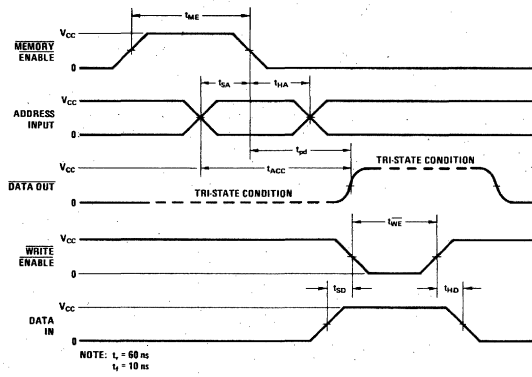 tME
VCC
MEMORY ENABLE
0
tSA
tHA
VCC
ADDRESS INPUT
0
tpd
tACC
VCC
TRI-STATE CONDITION
DATA OUT
TRI-STATE CONDITION
0
VCC
tWE
WRITE ENABLE
0
tSD
tHD
VCC
DATA IN
0
NOTE: tr = 60 ns
tf = 10 ns